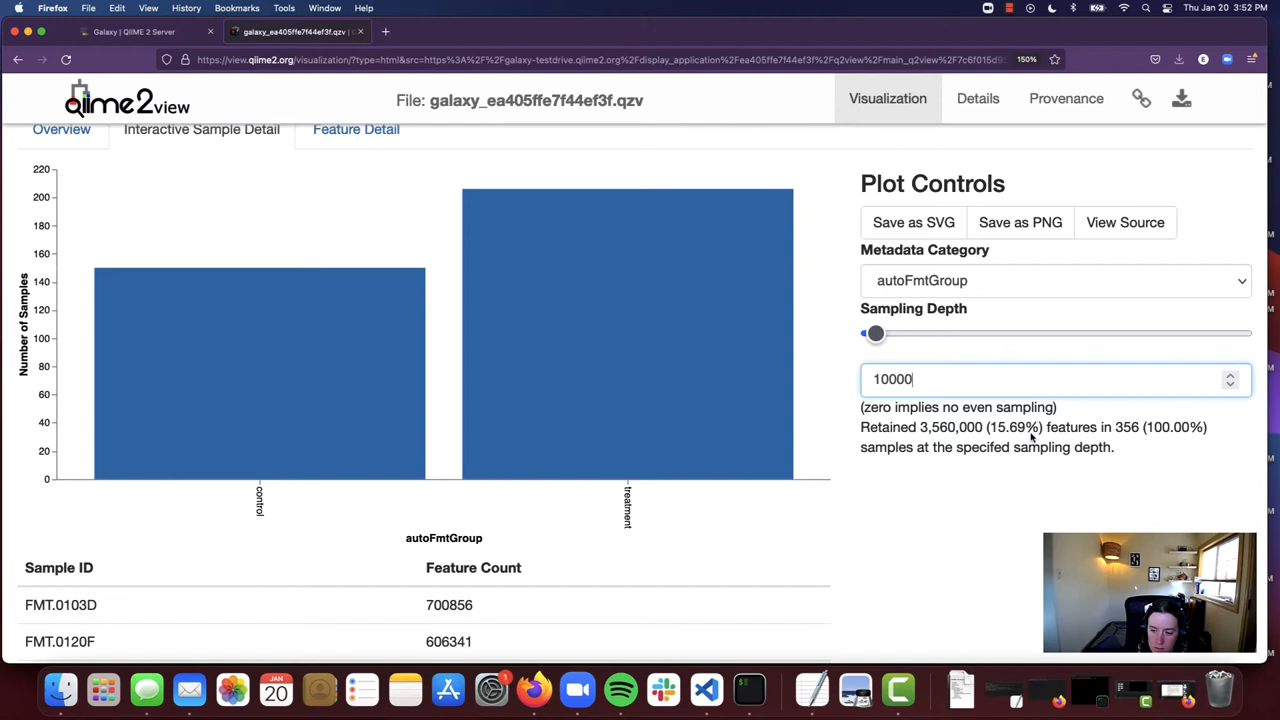 Firefox File Edit View History Bookmarks Tools Window Help Thu Jan 20 3:52 PM
Galaxy | QIIME 2 Server galaxy_ea405ffe7f44ef3f.qzv |
https://view.qiime2.org/visualization/?type=html&src=https%3A%2F%2Fgalaxy-testdrive.qiime2.org%2Fdisplay_application%2Fea405ffe7f44ef3f%2Fq2view%2Fmain_q2view%2F7c6f015d9 150%
qiime2view File: galaxy_ea405ffe7f44ef3f.qzv Visualization Details Provenance
Overview Interactive Sample Detail Feature Detail
220
200
180
160
140
120
100
80
60
40
20
0
Number of Samples
control
treatment
autoFmtGroup
Plot Controls
Save as SVG Save as PNG View Source
Metadata Category
autoFmtGroup
Sampling Depth
10000
(zero implies no even sampling)
Retained 3,560,000 (15.69%) features in 356 (100.00%)
samples at the specifed sampling depth.
Sample ID Feature Count
FMT.0103D 700856
FMT.0120F 606341
JAN
20
1